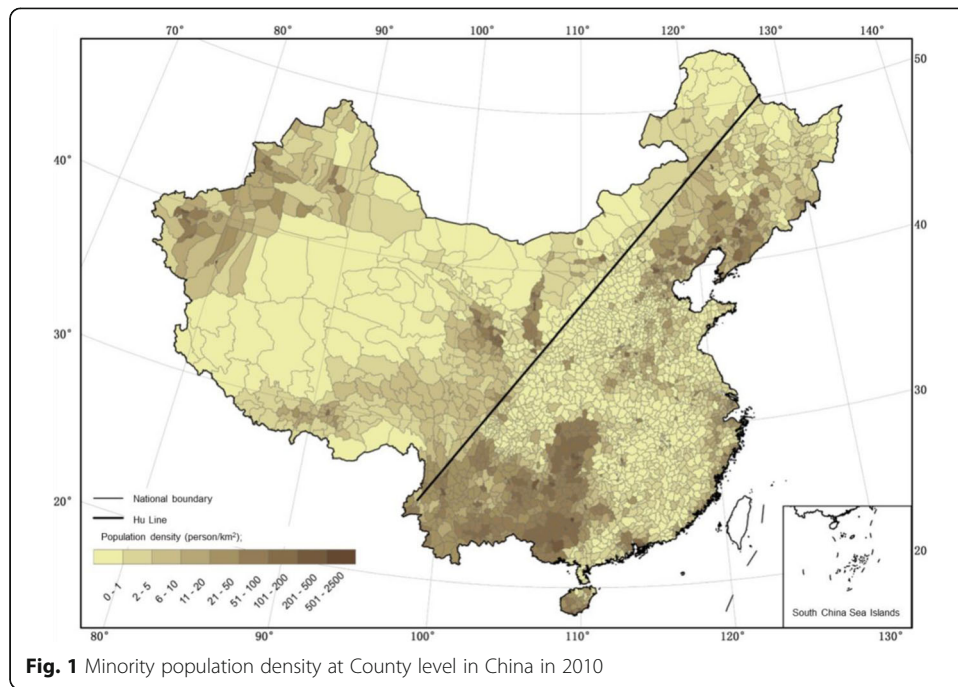 70°
80°
90°
100°
110°
120°
130°
140°
50
40°
40
30°
30
20°
20
National boundary
Hu Line
Population density (person/km²);
0 - 1
2 - 5
6 - 10
11 - 20
21 - 50
51 - 100
101 - 200
201 - 500
501 - 2500
South China Sea Islands
80°
90°
100°
110°
120°
130°
Fig. 1 Minority population density at County level in China in 2010